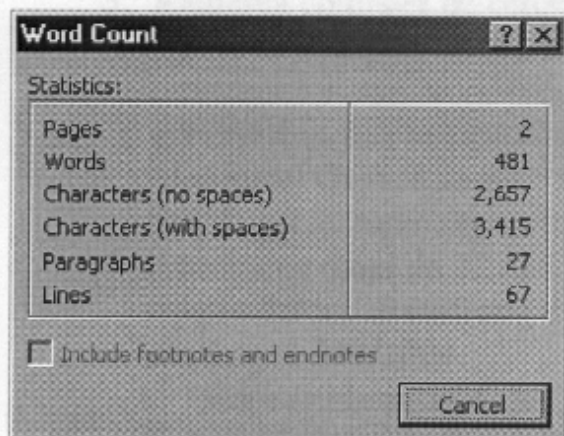 Word Count
Statistics:
Pages 2
Words 481
Characters (no spaces) 2,657
Characters (with spaces) 3,415
Paragraphs 27
Lines 67
Include footnotes and endnotes
Cancel